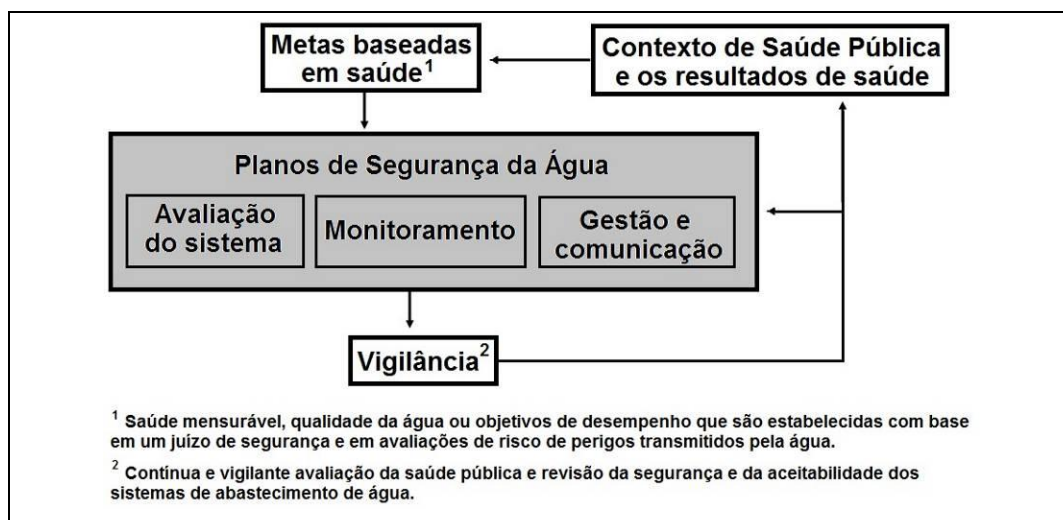 Metas baseadas
em saúde¹
Contexto de Saúde Pública
e os resultados de saúde
Planos de Segurança da Água
Avaliação
do sistema
Monitoramento
Gestão e
comunicação
Vigilância²
¹ Saúde mensurável, qualidade da água ou objetivos de desempenho que são estabelecidas com base
em um juízo de segurança e em avaliações de risco de perigos transmitidos pela água.
² Contínua e vigilante avaliação da saúde pública e revisão da segurança e da aceitabilidade dos
sistemas de abastecimento de água.